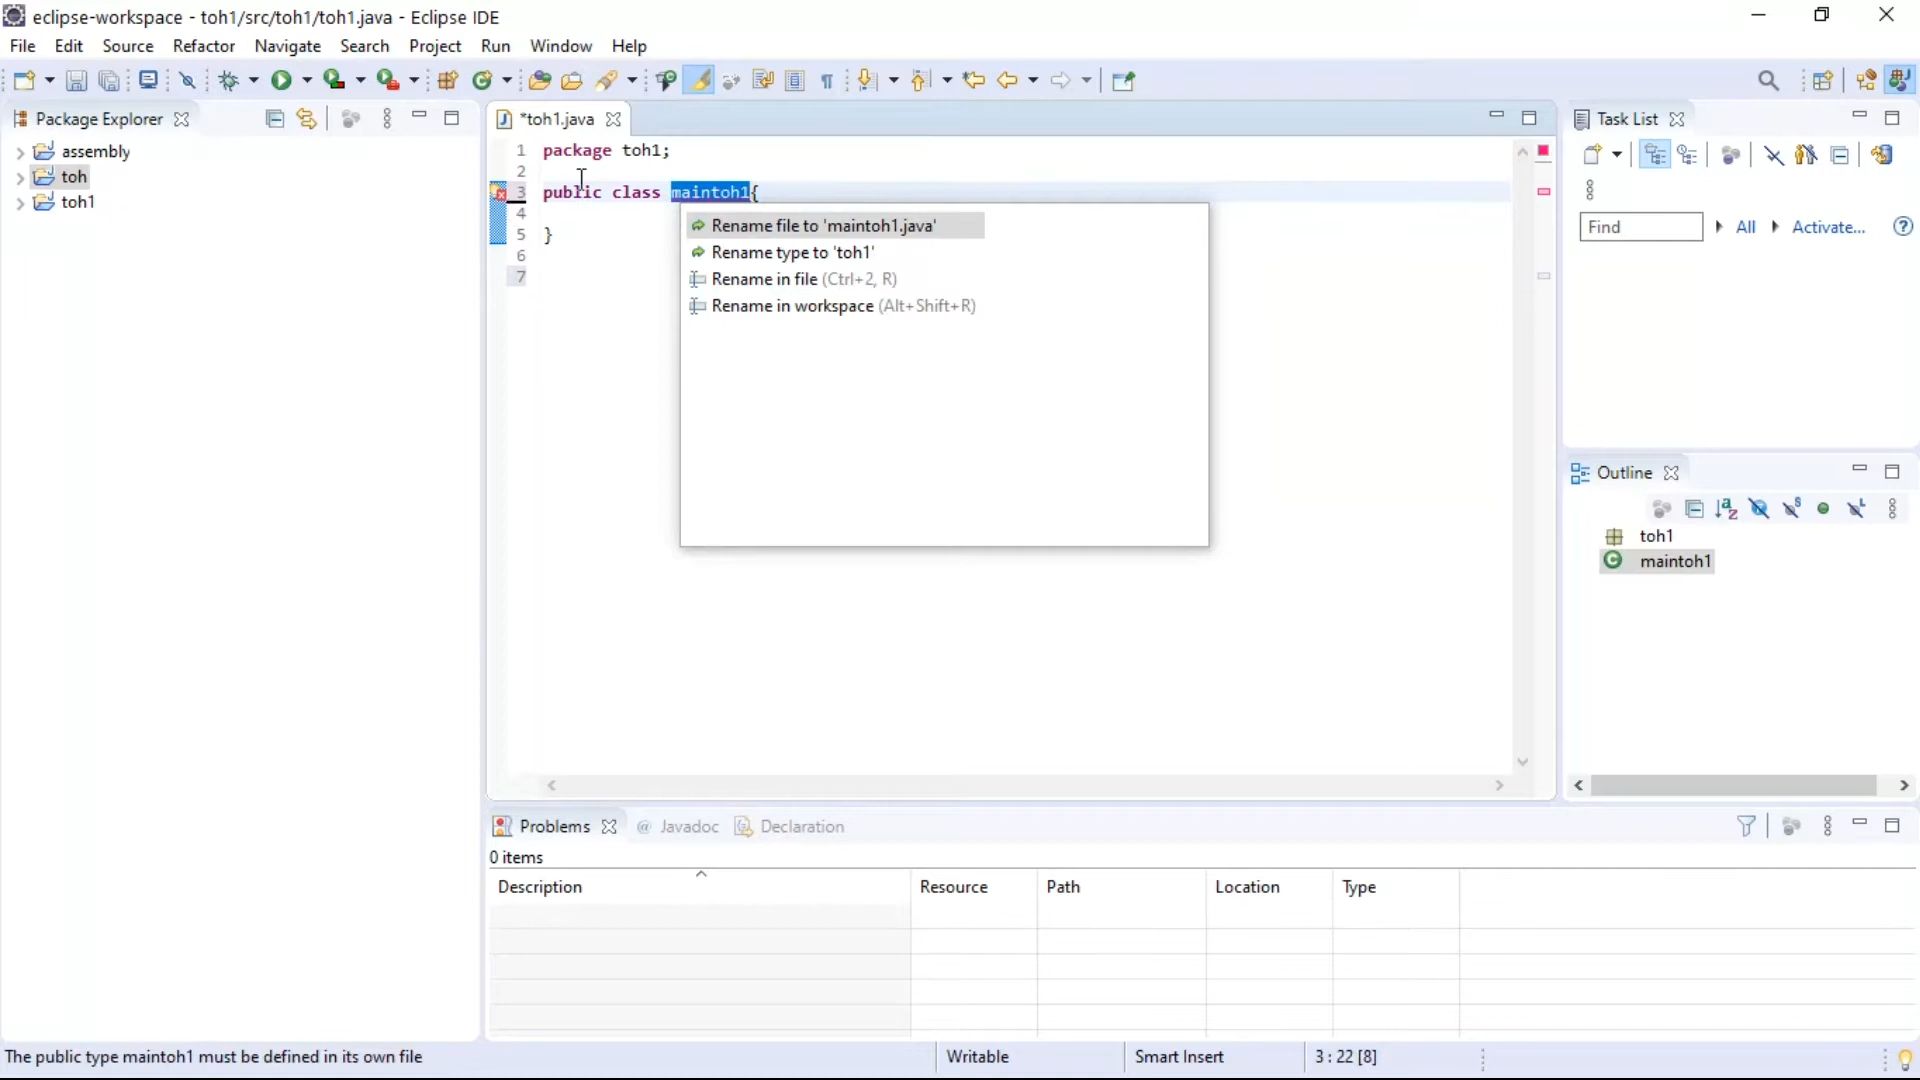 eclipse-workspace - toh1/src/toh1/toh1.java - Eclipse IDE
File Edit Source Refactor Navigate Search Project Run Window Help
Package Explorer
assembly
toh
toh1
*toh1.java
1 package toh1;
2
3 public class maintoh1{
4
5 }
6
7
Rename file to 'maintoh1.java'
Rename type to 'toh1'
Rename in file (Ctrl+2, R)
Rename in workspace (Alt+Shift+R)
Task List
Find All Activate...
Outline
toh1
maintoh1
Problems Javadoc Declaration
0 items
Description Resource Path Location Type
The public type maintoh1 must be defined in its own file Writable Smart Insert 3 : 22 [8]